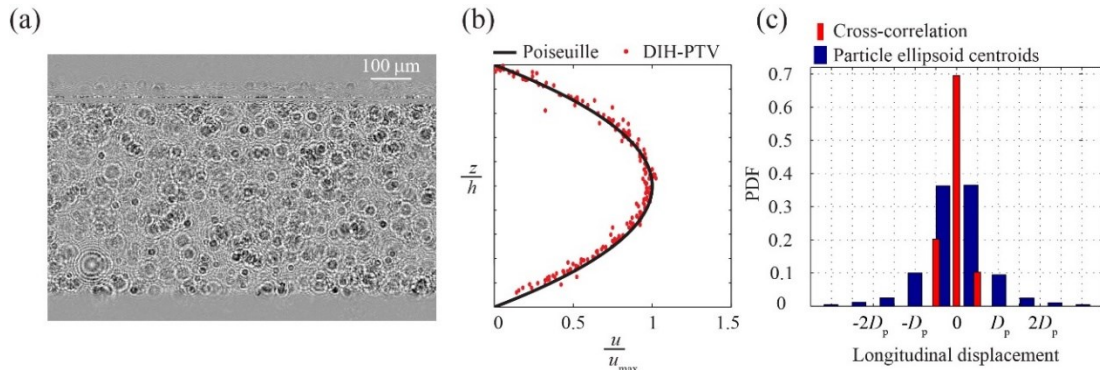 (a)
100 μm
(b)
Poiseuille
DIH-PTV
z
h
0
0.5
1
1.5
u
u_max
(c)
Cross-correlation
Particle ellipsoid centroids
0.7
0.6
0.5
0.4
0.3
0.2
0.1
0
PDF
-2D_p
-D_p
0
D_p
2D_p
Longitudinal displacement